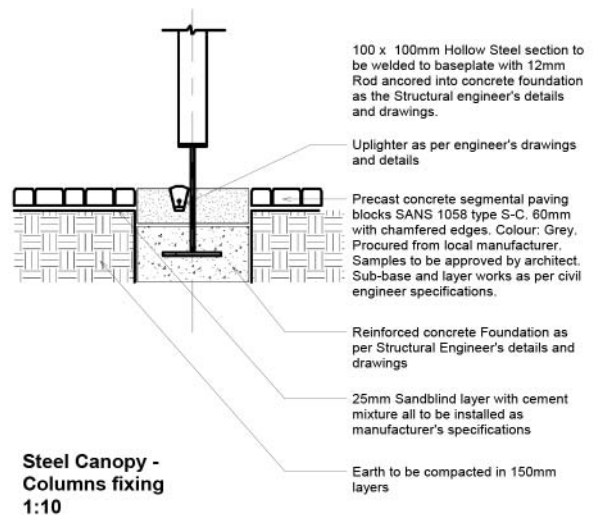 100 x 100mm Hollow Steel section to
be welded to baseplate with 12mm
Rod ancored into concrete foundation
as the Structural engineer's details
and drawings.
Uplighter as per engineer's drawings
and details
Precast concrete segmental paving
blocks SANS 1058 type S-C. 60mm
with chamfered edges. Colour: Grey.
Procured from local manufacturer.
Samples to be approved by architect.
Sub-base and layer works as per civil
engineer specifications.
Reinforced concrete Foundation as
per Structural Engineer's details and
drawings
25mm Sandblind layer with cement
mixture all to be installed as
manufacturer's specifications
Earth to be compacted in 150mm
layers
Steel Canopy -
Columns fixing
1:10